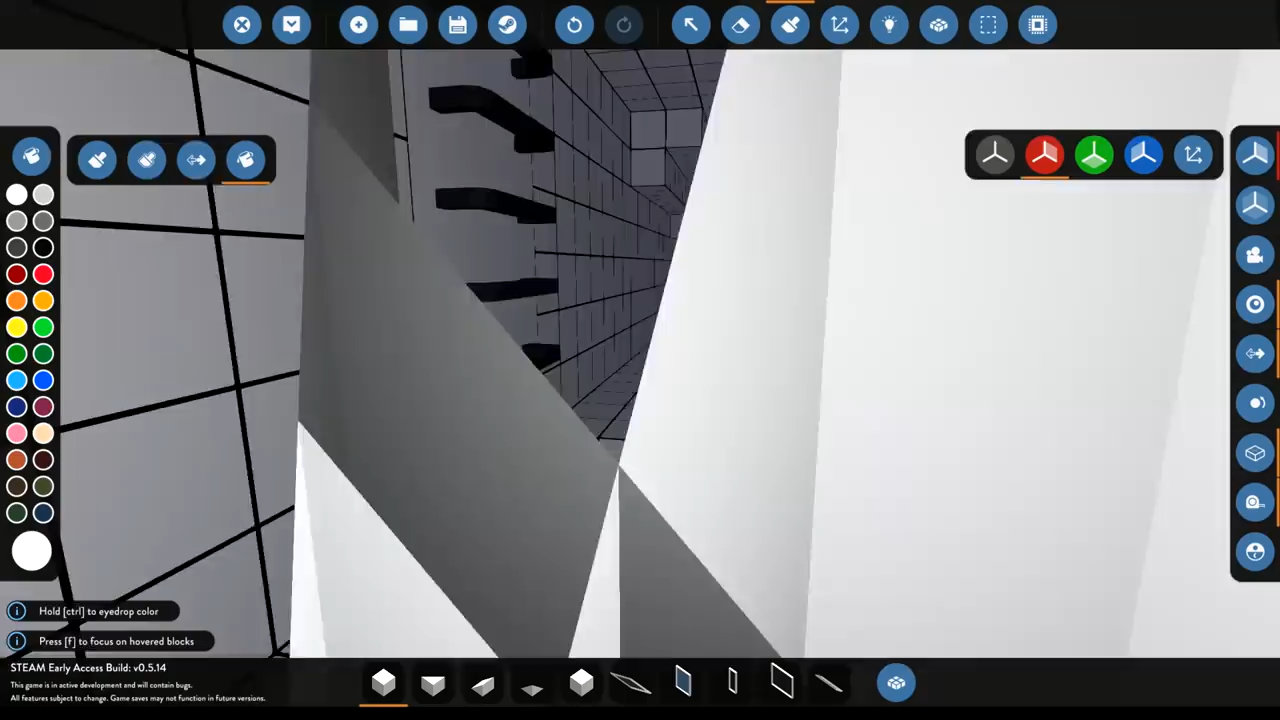 Hold [ctrl] to eyedrop color
Press [f] to focus on hovered blocks
STEAM Early Access Build: v0.5.14
This game is in active development and will contain bugs.
All features subject to change. Game saves may not function in future versions.